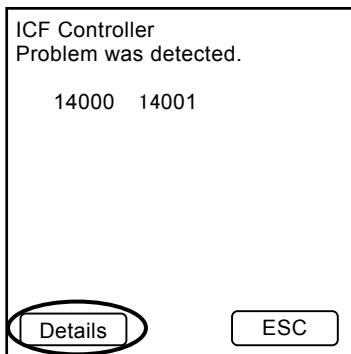 ICF Controller
Problem was detected.
14000 14001
Details ESC